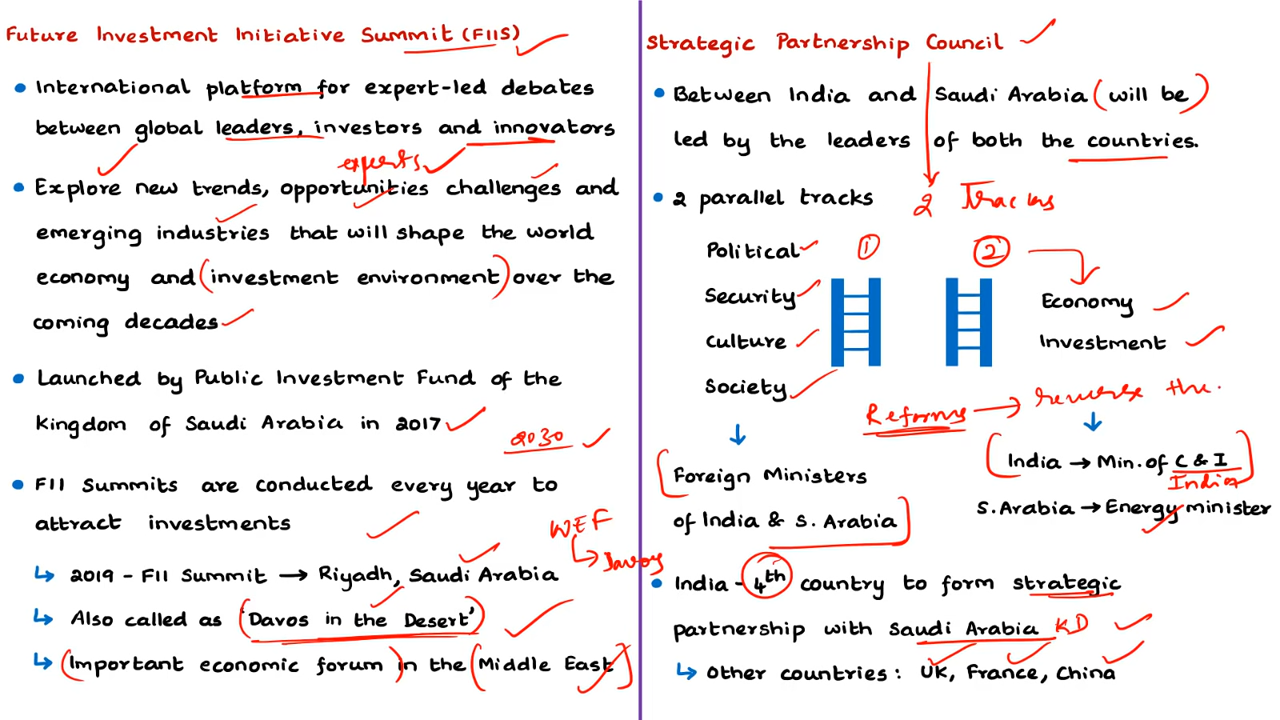 Future Investment Initiative Summit (FIIS)
International platform for expert-led debates
between global leaders, investors and innovators
experts
Explore new trends, opportunities challenges and
emerging industries that will shape the world
economy and (investment environment) over the
coming decades
Launched by Public Investment Fund of the
Kingdom of Saudi Arabia in 2017
2030
FII Summits are conducted every year to
attract investments
WEF
Davos
2019 - FII Summit → Riyadh, Saudi Arabia
Also called as 'Davos in the Desert'
(Important economic forum) in the [Middle East]
Strategic Partnership Council
Between India and Saudi Arabia (will be)
led by the leaders of both the countries.
2 parallel tracks
2 Tracks
Political
Security
Culture
Society
1
2
Economy
Investment
Reforms → remove the.
Foreign Ministers
of India & S. Arabia
India → Min. of C & I
India
S. Arabia → Energy minister
India - 4th country to form strategic
partnership with Saudi Arabia KD
Other countries: UK, France, China